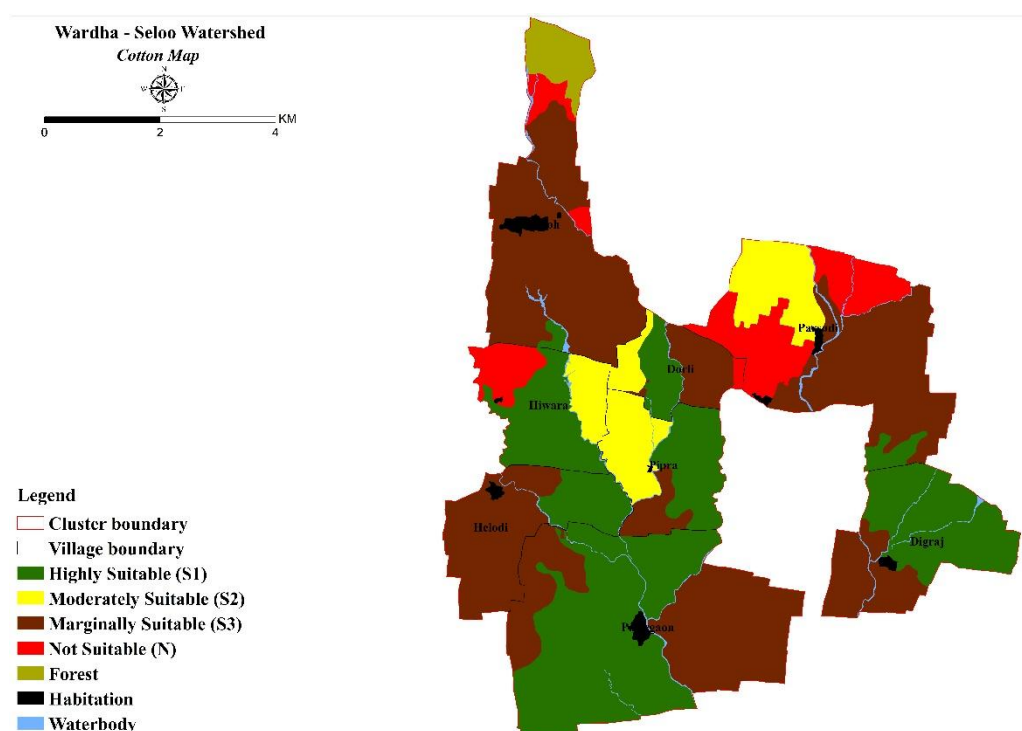 Wardha - Seloo Watershed
Cotton Map
N
W E
S
KM
0 2 4
Dorli
Hiwara
Pipra
Helodi
Digraj
Legend
Cluster boundary
Village boundary
Highly Suitable (S1)
Moderately Suitable (S2)
Marginally Suitable (S3)
Not Suitable (N)
Forest
Habitation
Waterbody